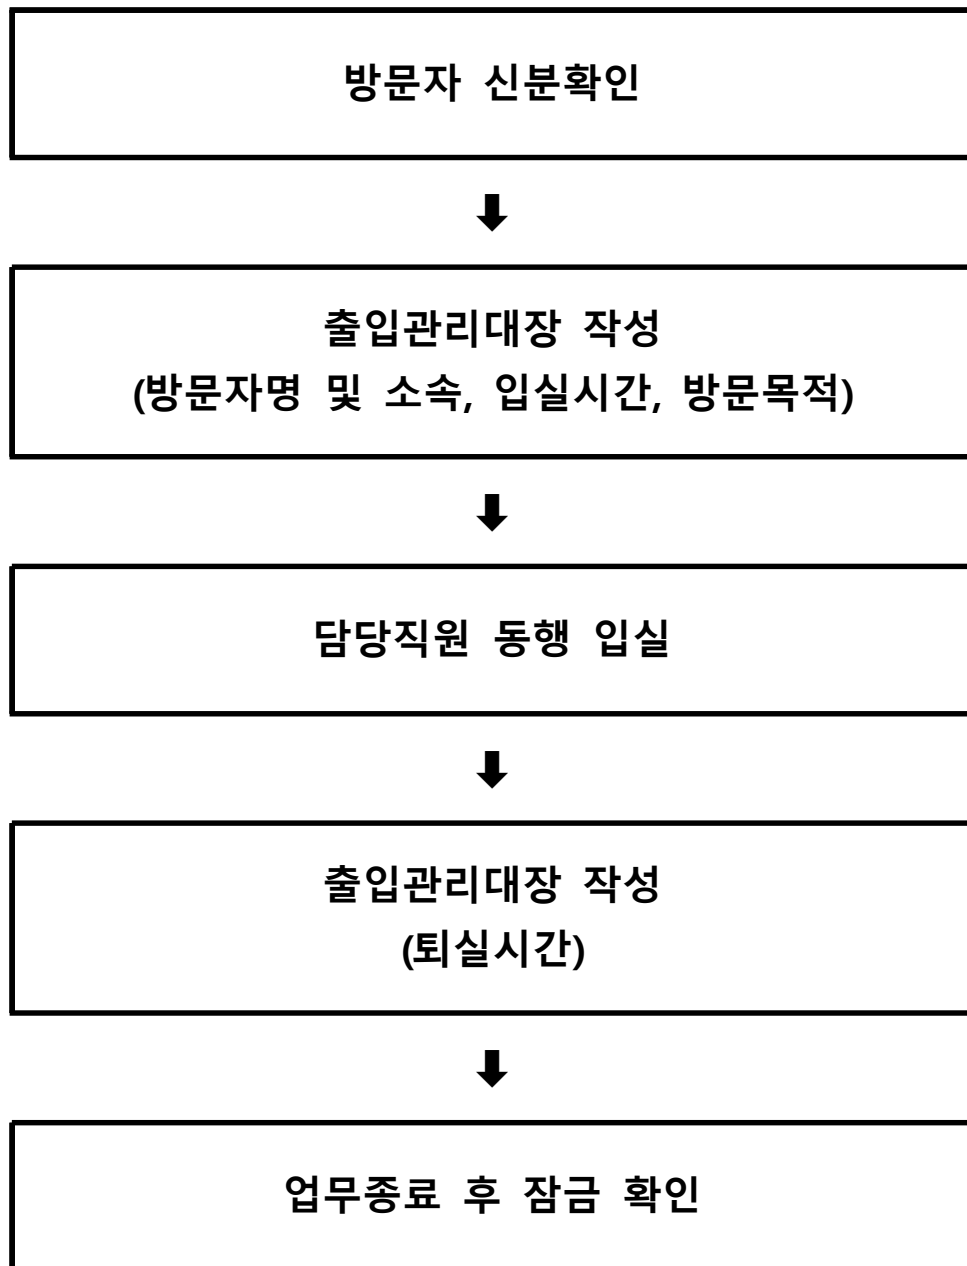 방문자 신분확인
출입관리대장 작성
(방문자명 및 소속, 입실시간, 방문목적)
담당직원 동행 입실
출입관리대장 작성
(퇴실시간)
업무종료 후 잠금 확인